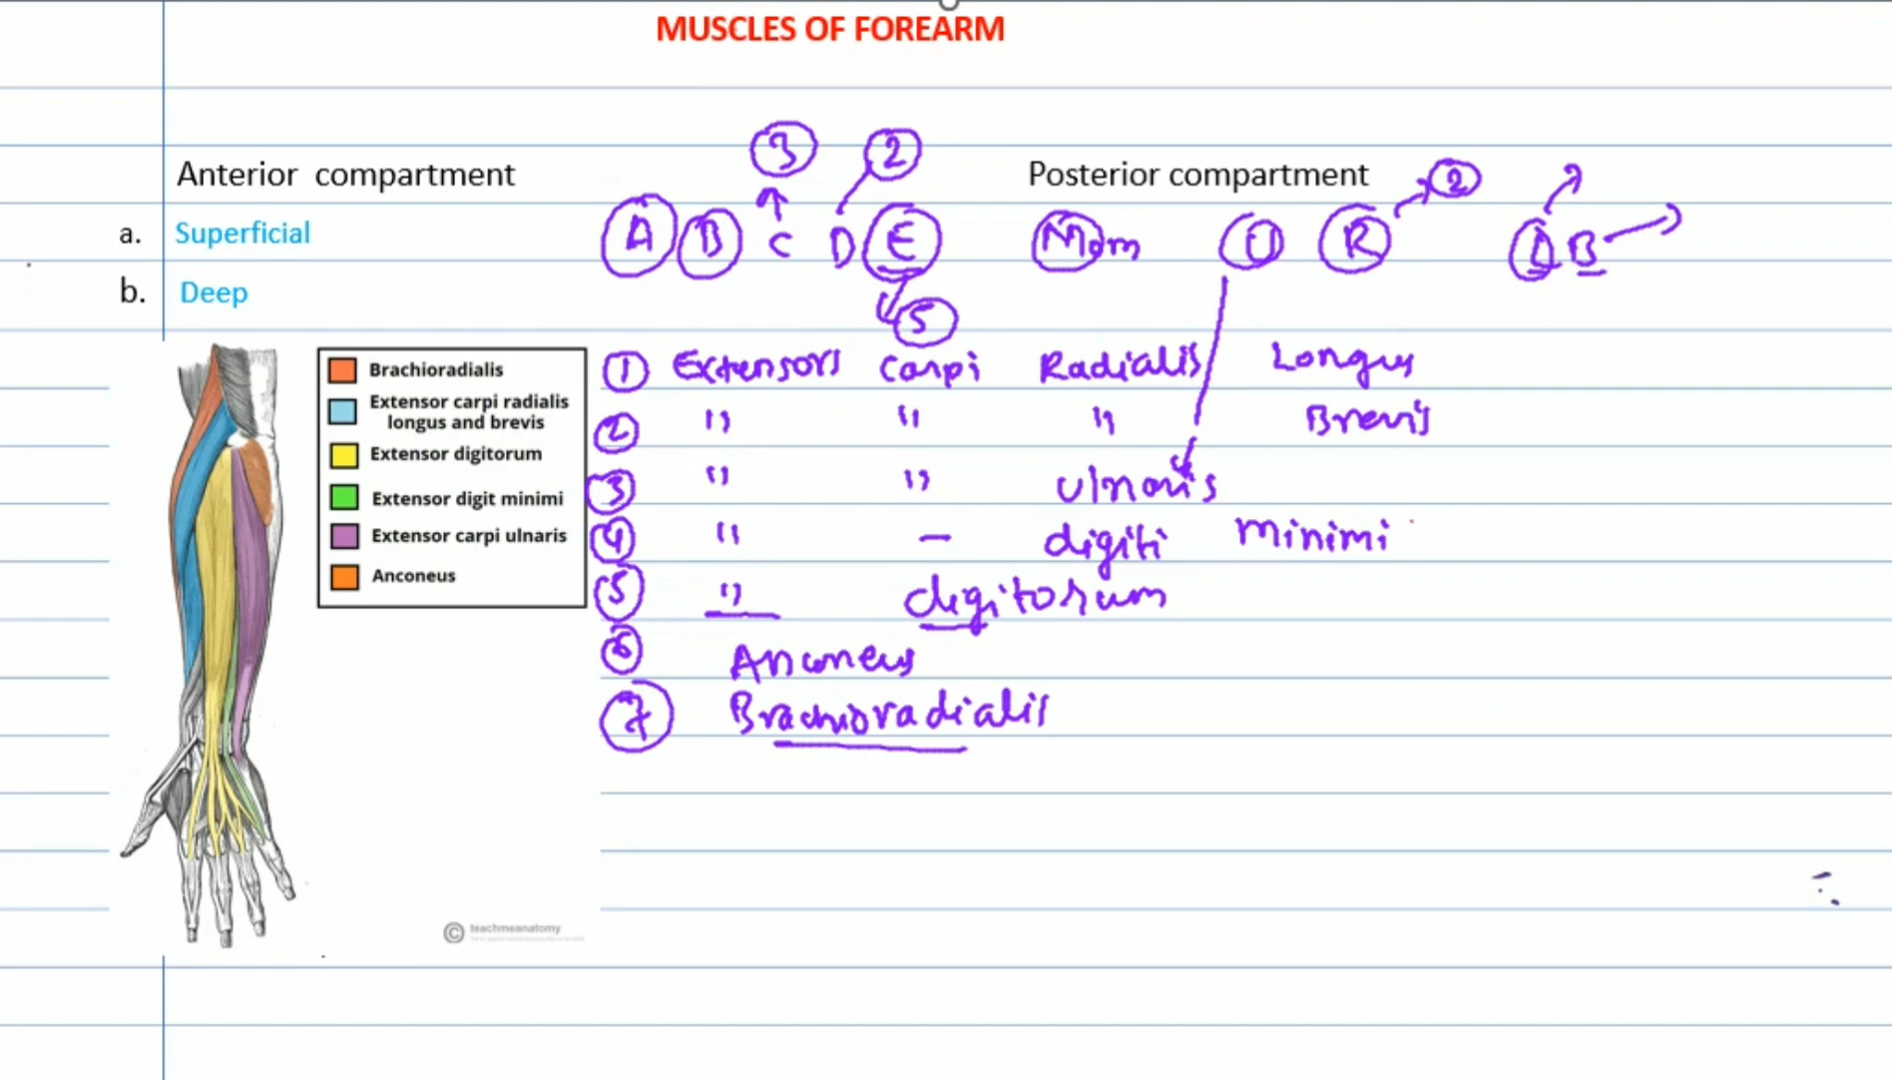 MUSCLES OF FOREARM
3 2
Anterior compartment
Posterior compartment 2
a. Superficial
A B C D E Mom U R A B
b. Deep
5
Brachioradialis
Extensor carpi radialis
longus and brevis
Extensor digitorum
Extensor digit minimi
Extensor carpi ulnaris
Anconeus
1 Extensors carpi Radialis Longus
2 " " " Brevis
3 " " Ulnaris
4 " - digiti minimi
5 " digitorum
6 Anconeus
7 Brachioradialis
© teachmeanatomy